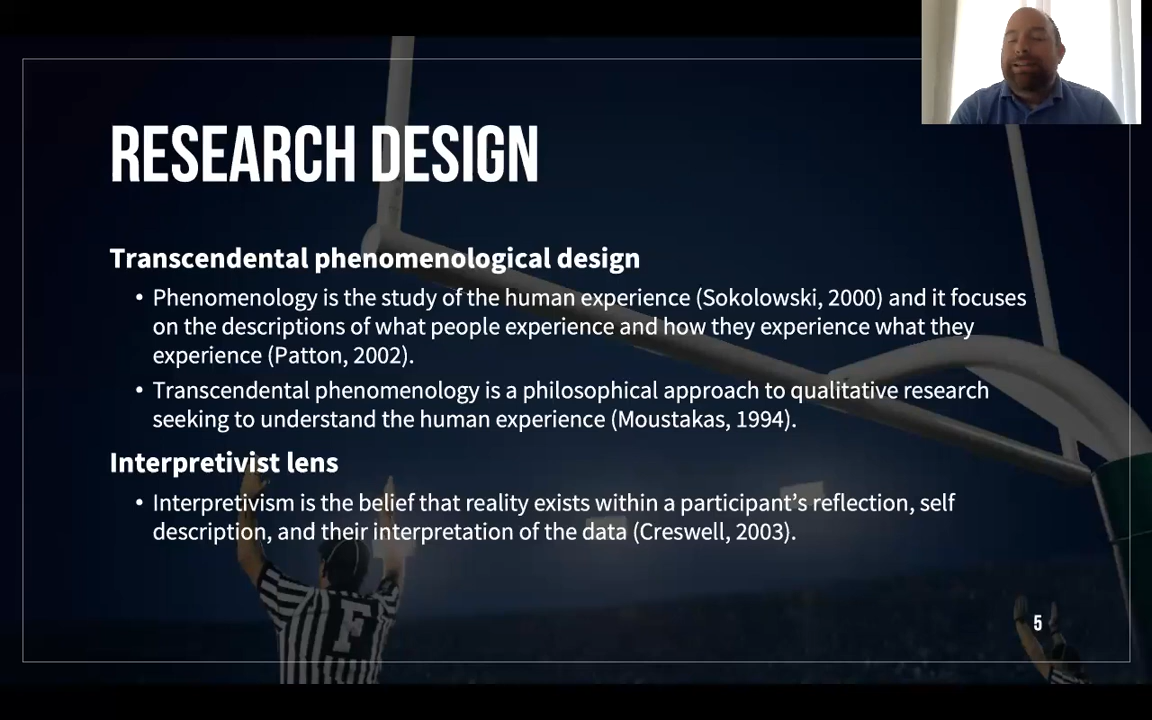 RESEARCH DESIGN
Transcendental phenomenological design
• Phenomenology is the study of the human experience (Sokolowski, 2000) and it focuses
on the descriptions of what people experience and how they experience what they
experience (Patton, 2002).
• Transcendental phenomenology is a philosophical approach to qualitative research
seeking to understand the human experience (Moustakas, 1994).
Interpretivist lens
• Interpretivism is the belief that reality exists within a participant’s reflection, self
description, and their interpretation of the data (Creswell, 2003).
F
5